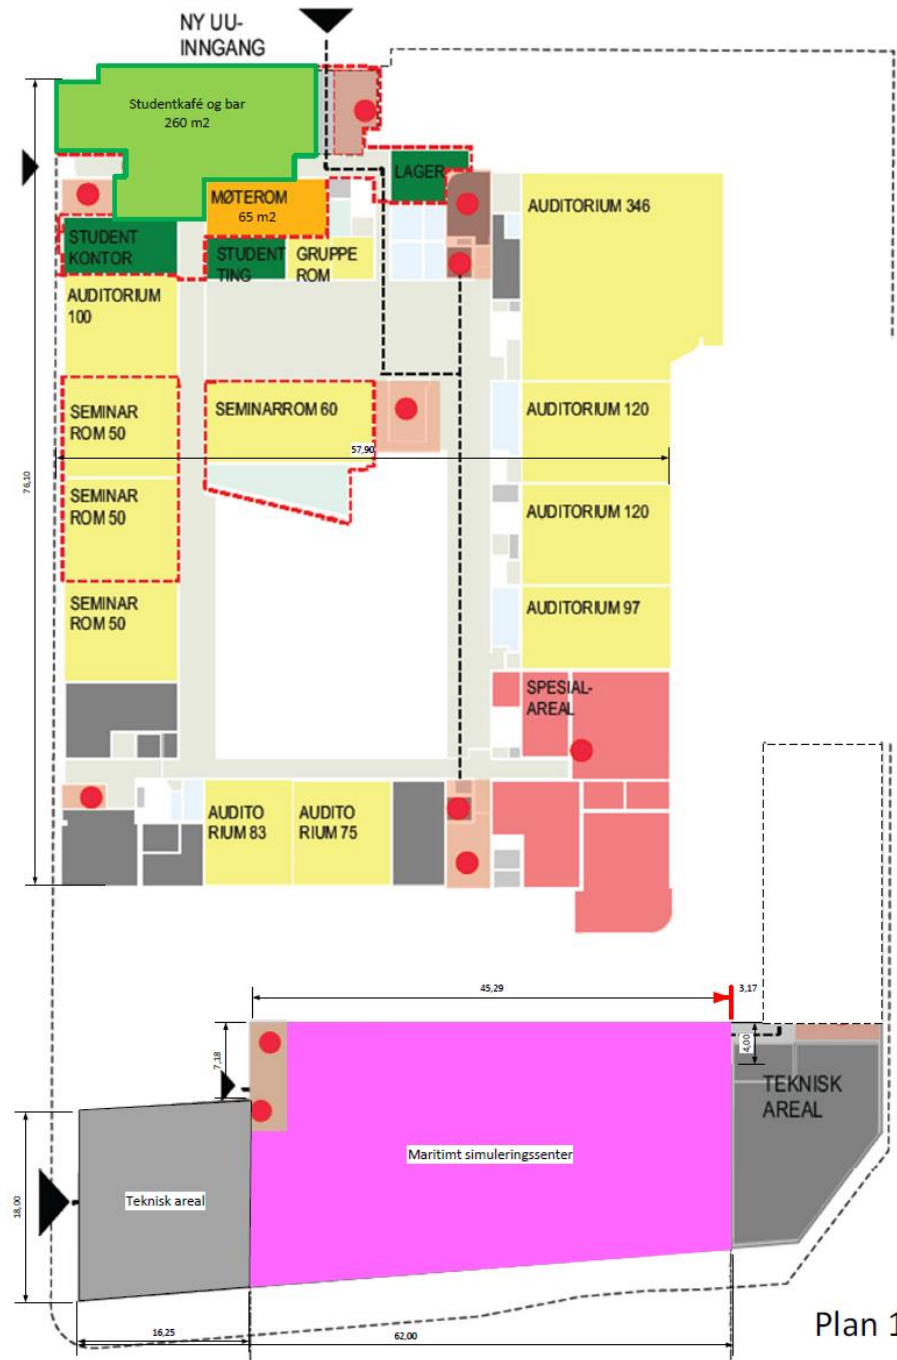 NY UU-
INNGANG
Studentkafé og bar
260 m2
LAGER
MØTEROM
65 m2
AUDITORIUM 346
STUDENT
KONTOR
STUDENT
TING
GRUPPE
ROM
AUDITORIUM
100
SEMINAR
ROM 50
SEMINARROM 60
AUDITORIUM 120
57,90
76,10
SEMINAR
ROM 50
AUDITORIUM 120
SEMINAR
ROM 50
AUDITORIUM 97
SPESIAL-
AREAL
AUDITO
RIUM 83
AUDITO
RIUM 75
45,29
3,17
7,18
4,00
TEKNISK
AREAL
Maritimt simuleringssenter
Teknisk areal
18,00
16,25
62,00
Plan 1